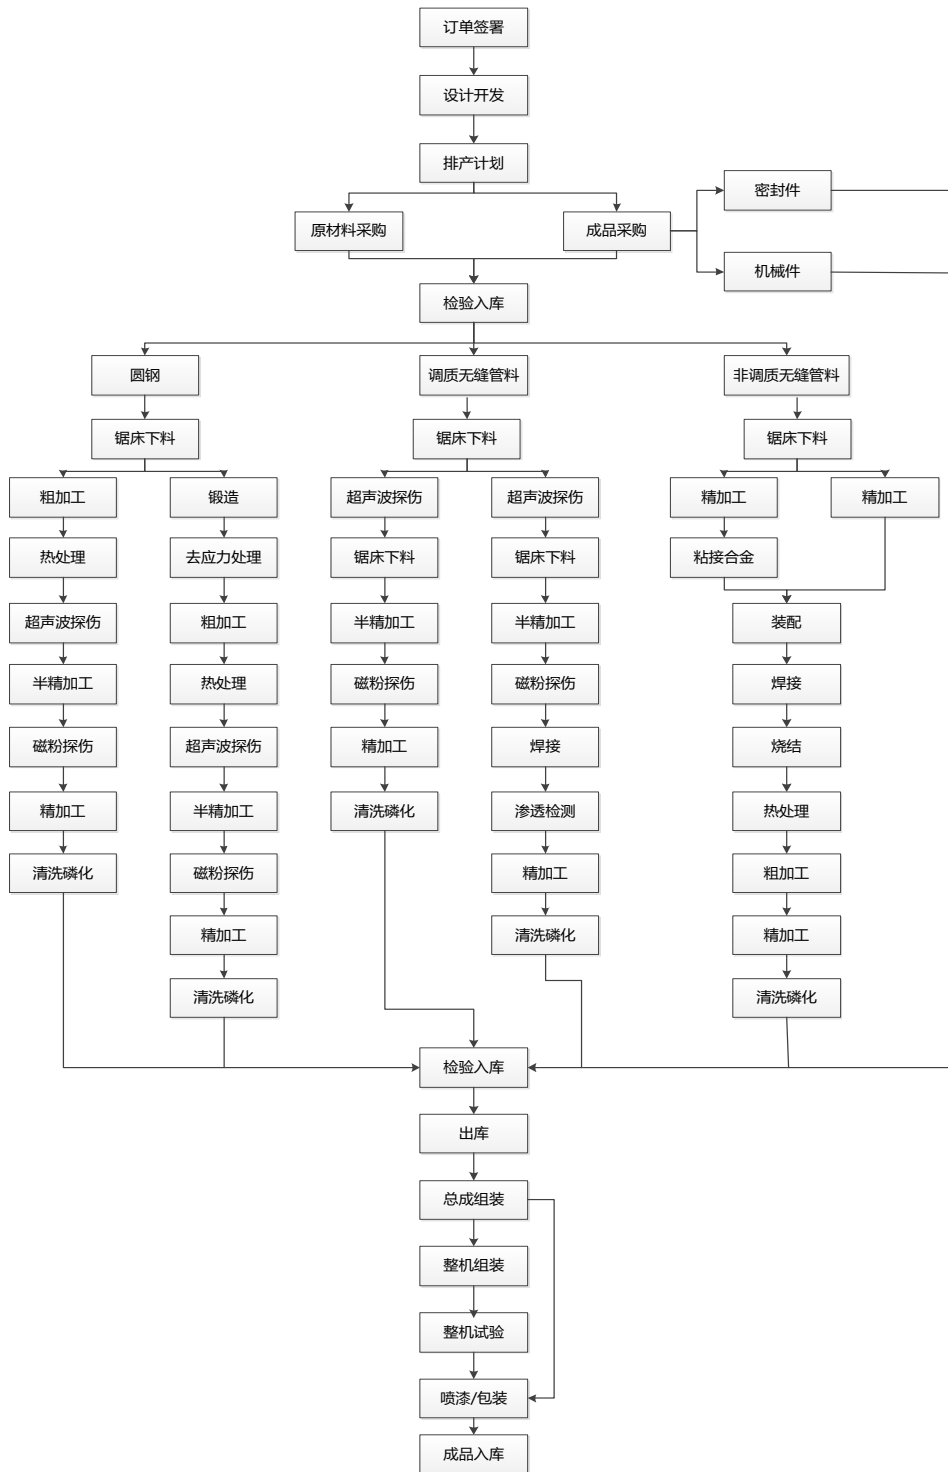 订单签署
设计开发
排产计划
密封件
原材料采购
成品采购
机械件
检验入库
圆钢
调质无缝管料
非调质无缝管料
锯床下料
锯床下料
锯床下料
粗加工
锻造
超声波探伤
超声波探伤
精加工
精加工
热处理
去应力处理
锯床下料
锯床下料
粘接合金
超声波探伤
粗加工
半精加工
半精加工
装配
半精加工
热处理
磁粉探伤
磁粉探伤
焊接
磁粉探伤
超声波探伤
精加工
焊接
烧结
精加工
半精加工
清洗磷化
渗透检测
热处理
清洗磷化
磁粉探伤
精加工
粗加工
精加工
清洗磷化
精加工
清洗磷化
清洗磷化
检验入库
出库
总成组装
整机组装
整机试验
喷漆/包装
成品入库